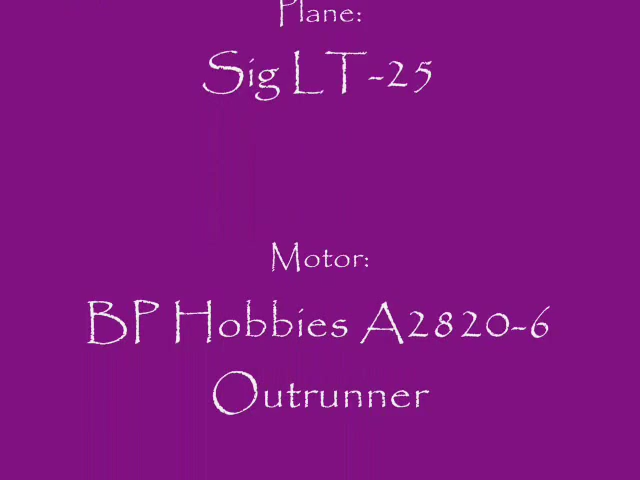 Plane:
Sig LT-25
Motor:
BP Hobbies A2820-6
Outrunner